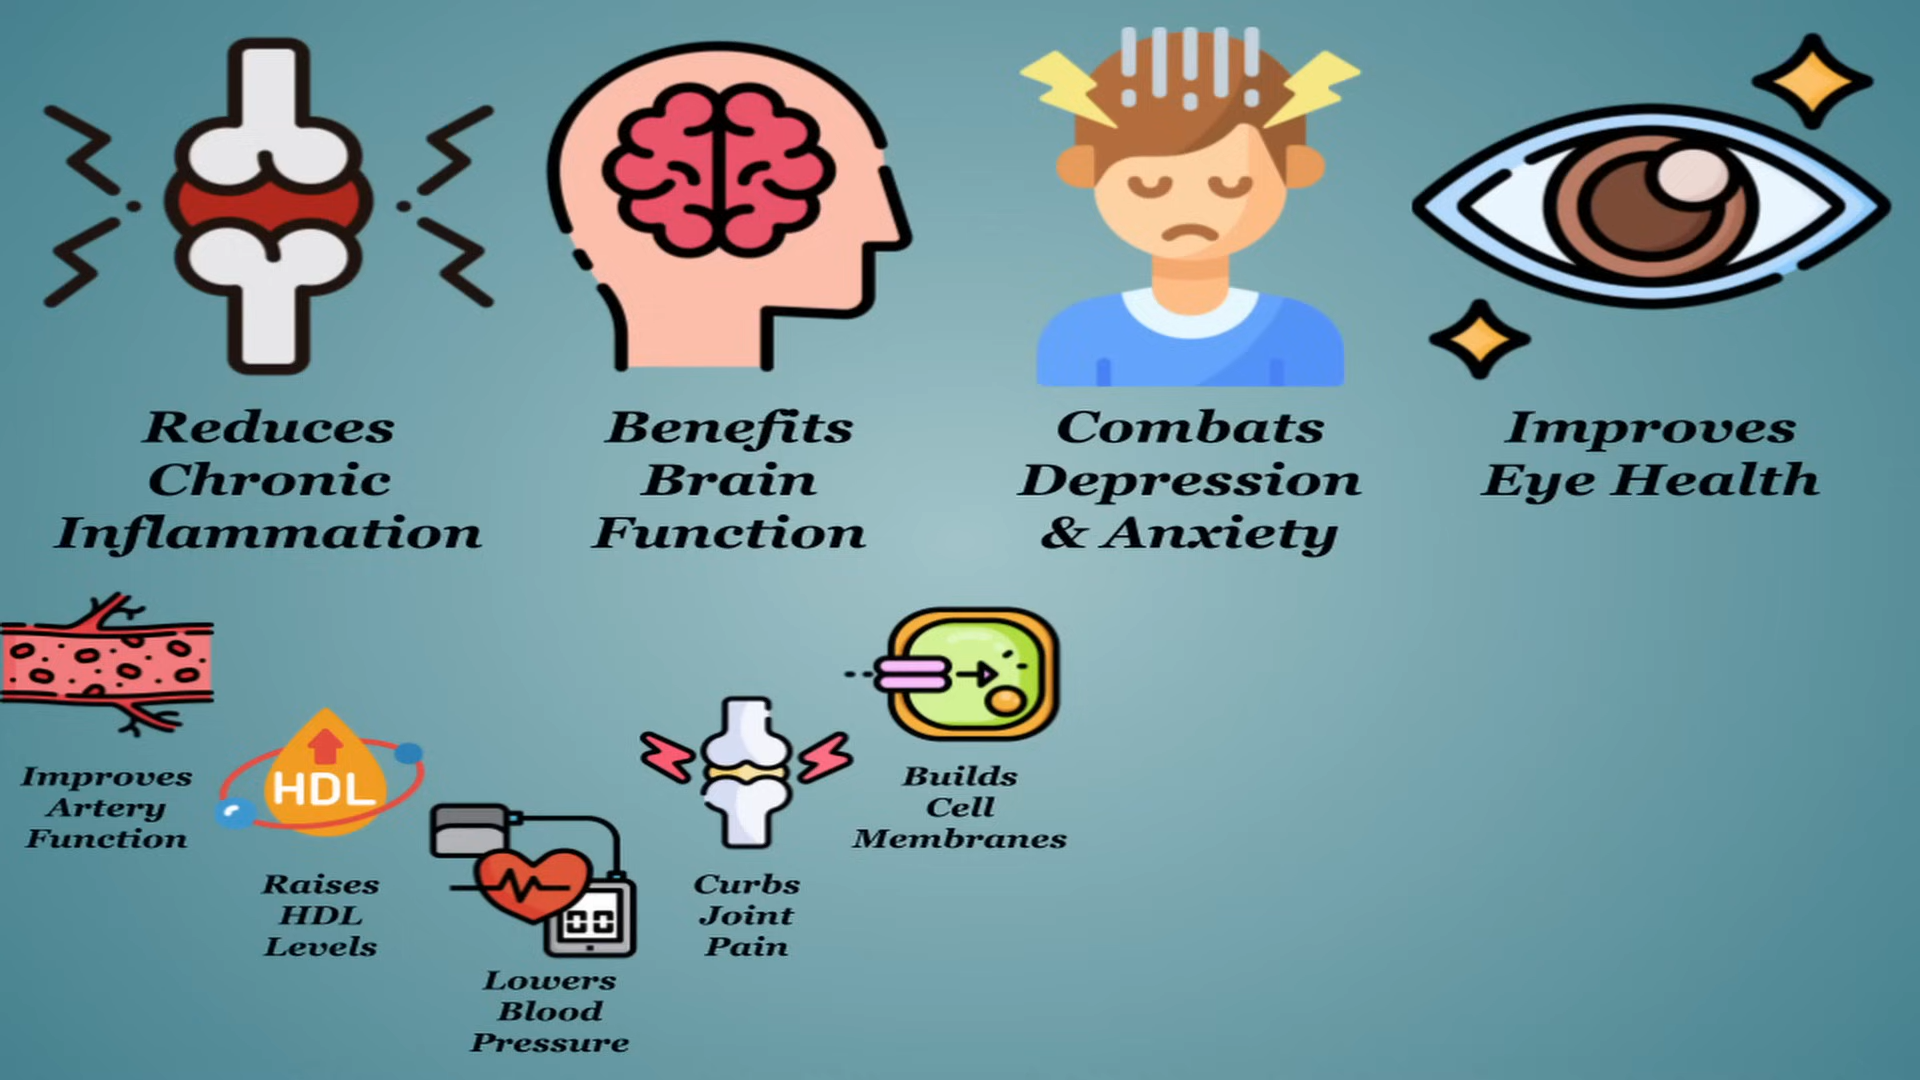 Reduces
Chronic
Inflammation
Benefits
Brain
Function
Combats
Depression
& Anxiety
Improves
Eye Health
Improves
Artery
Function
HDL
Raises
HDL
Levels
00
Lowers
Blood
Pressure
Curbs
Joint
Pain
Builds
Cell
Membranes